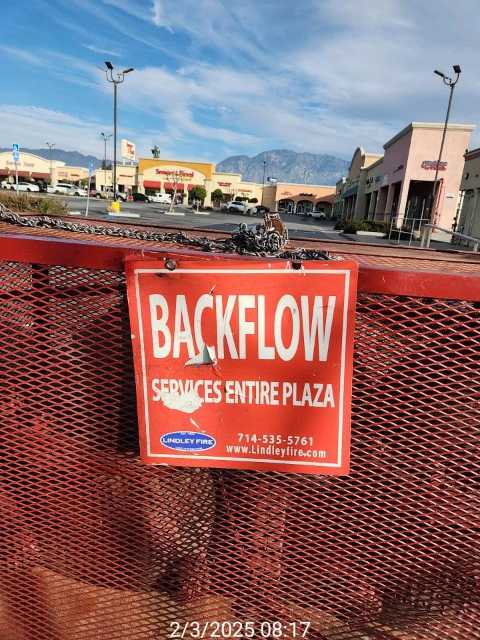 BACKFLOW
SERVICES ENTIRE PLAZA
LINDLEY FIRE
714-535-5761
www.Lindleyfire.com
2/3/2025 08:17